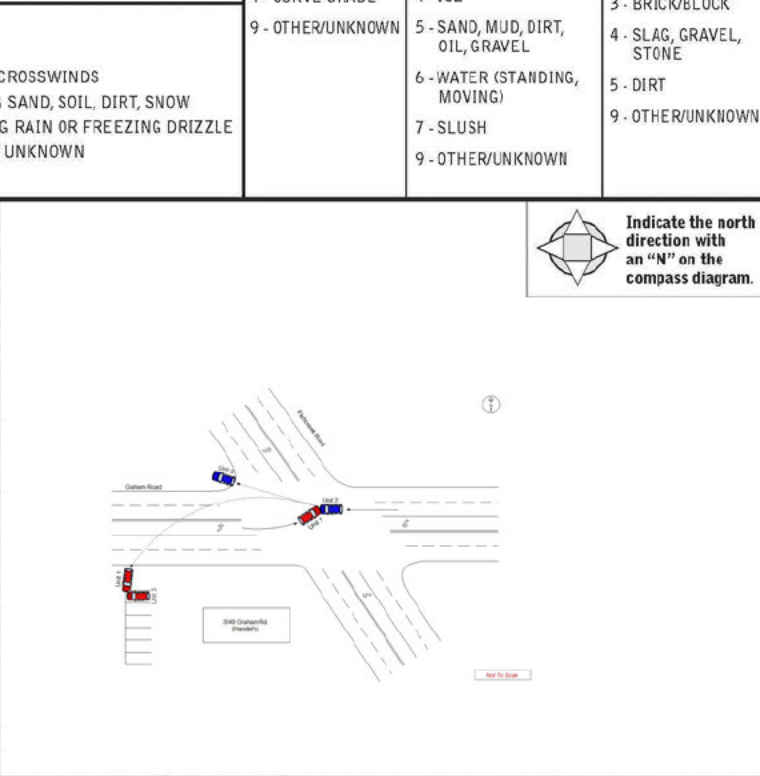 9 - OTHER/UNKNOWN
CROSSWINDS
SAND, SOIL, DIRT, SNOW
G RAIN OR FREEZING DRIZZLE
UNKNOWN
5 - SAND, MUD, DIRT,
OIL, GRAVEL
6 - WATER (STANDING,
MOVING)
7 - SLUSH
9 - OTHER/UNKNOWN
3 - BRICK/BLOCK
4 - SLAG, GRAVEL,
STONE
5 - DIRT
9 - OTHER/UNKNOWN
Indicate the north
direction with
an “N” on the
compass diagram.
Graham Road
Unit 2
Unit 2
Unit 1
Unit 1
3548 Graham Rd.
(Handel's)
Not To Scale